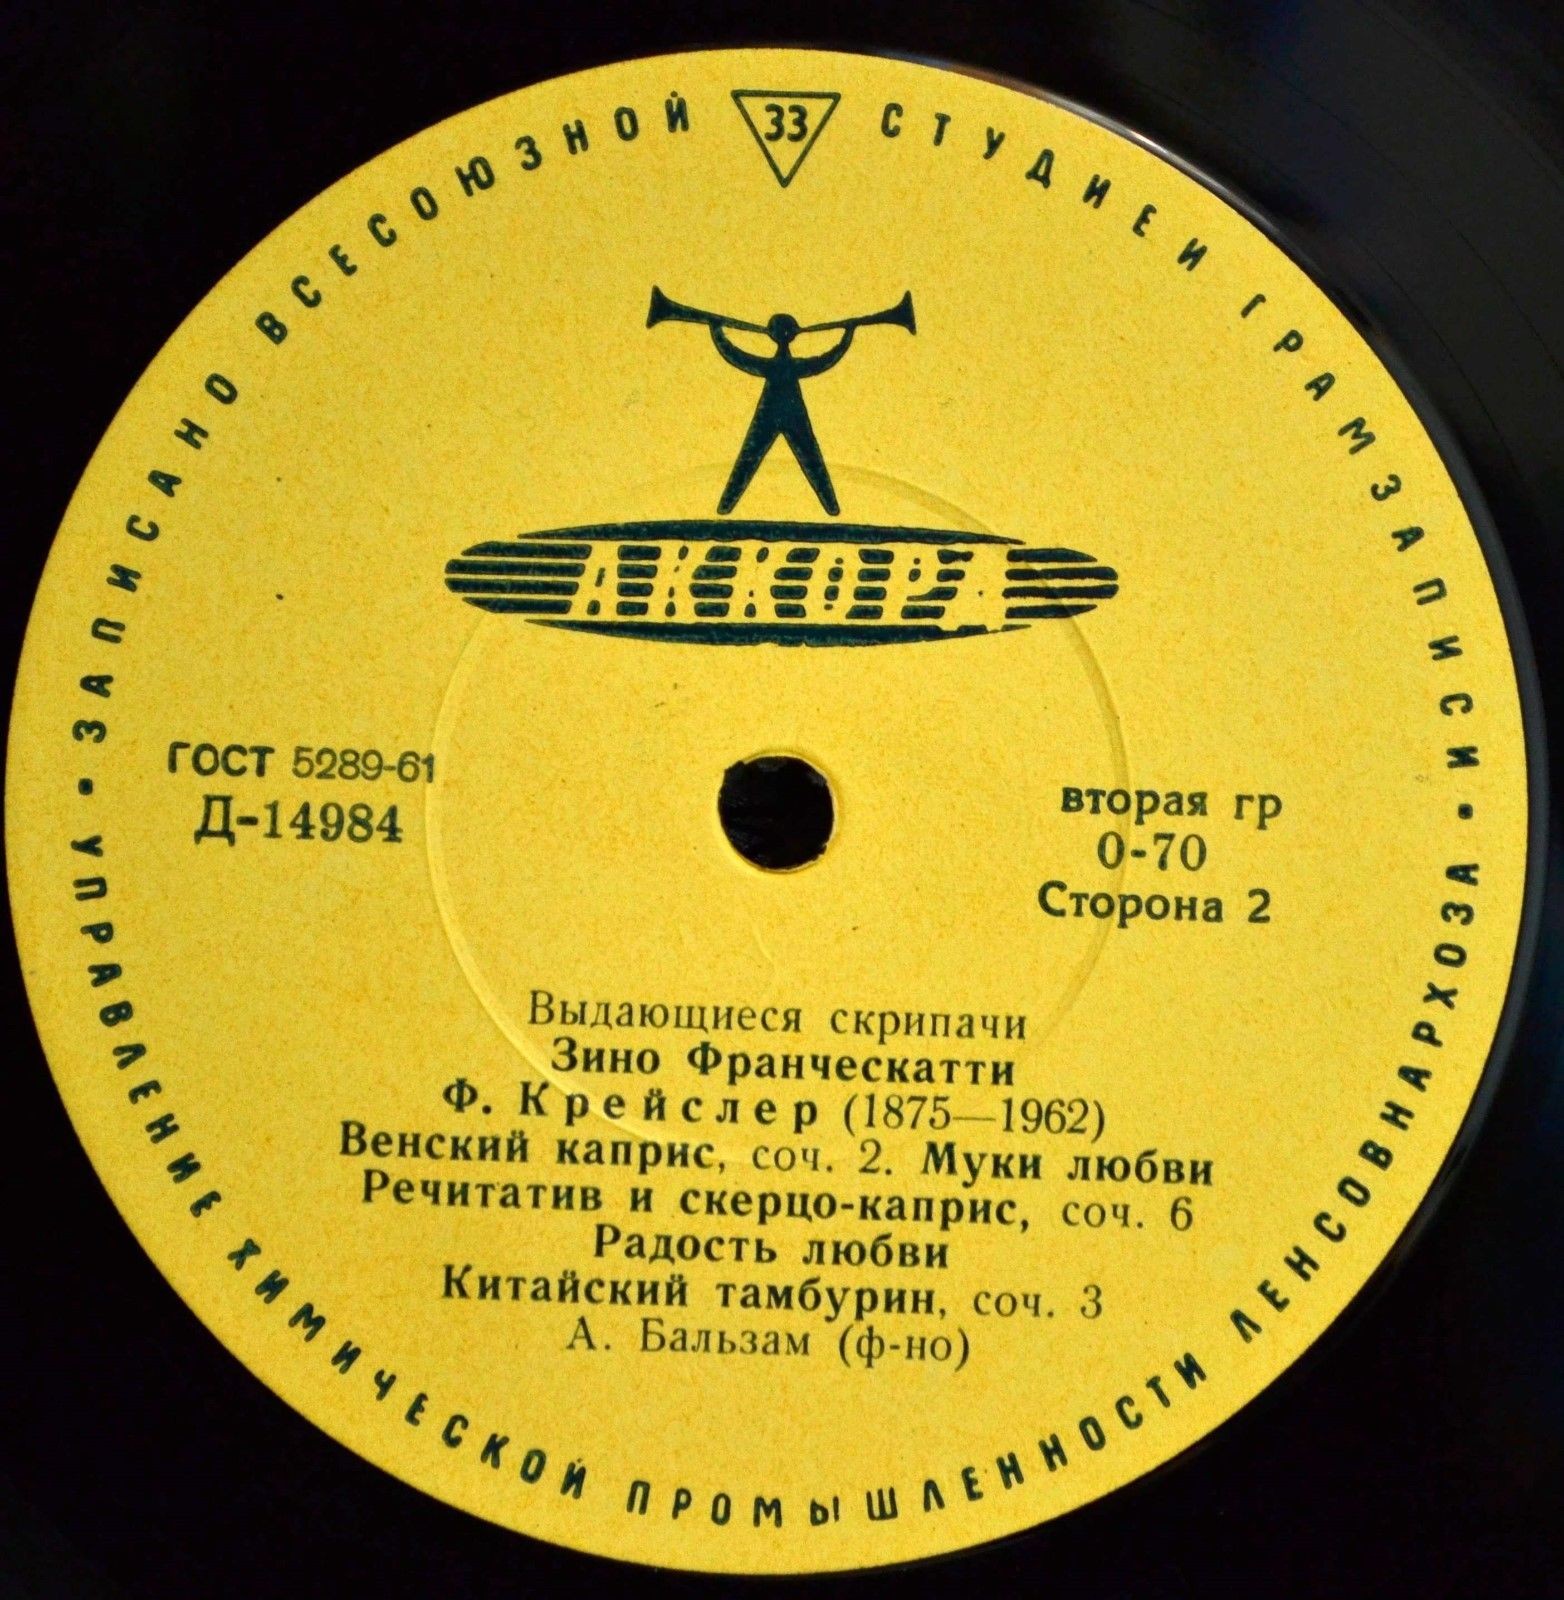 ЗАПИСАНО ВСЕСОЮЗНОЙ СТУДИЕЙ ГРАМЗАПИСИ
33
АККОРД
ГОСТ 5289-61
Д-14984
вторая гр
0-70
Сторона 2
Выдающиеся скрипачи
Зино Франческатти
Ф. Крейслер (1875—1962)
Венский каприс, соч. 2. Муки любви
Речитатив и скерцо-каприс, соч. 6
Радость любви
Китайский тамбурин, соч. 3
А. Бальзам (ф-но)
· УПРАВЛЕНИЕ ХИМИЧЕСКОЙ ПРОМЫШЛЕННОСТИ ЛЕНСОВНАРХОЗА ·